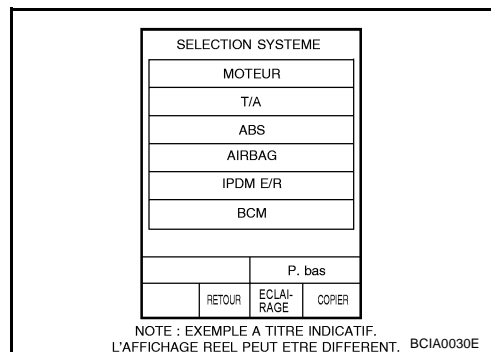 SELECTION SYSTEME
MOTEUR
T/A
ABS
AIRBAG
IPDM E/R
BCM
P. bas
RETOUR
ECLAI-
RAGE
COPIER
NOTE : EXEMPLE A TITRE INDICATIF.
L'AFFICHAGE REEL PEUT ETRE DIFFERENT.
BCIA0030E